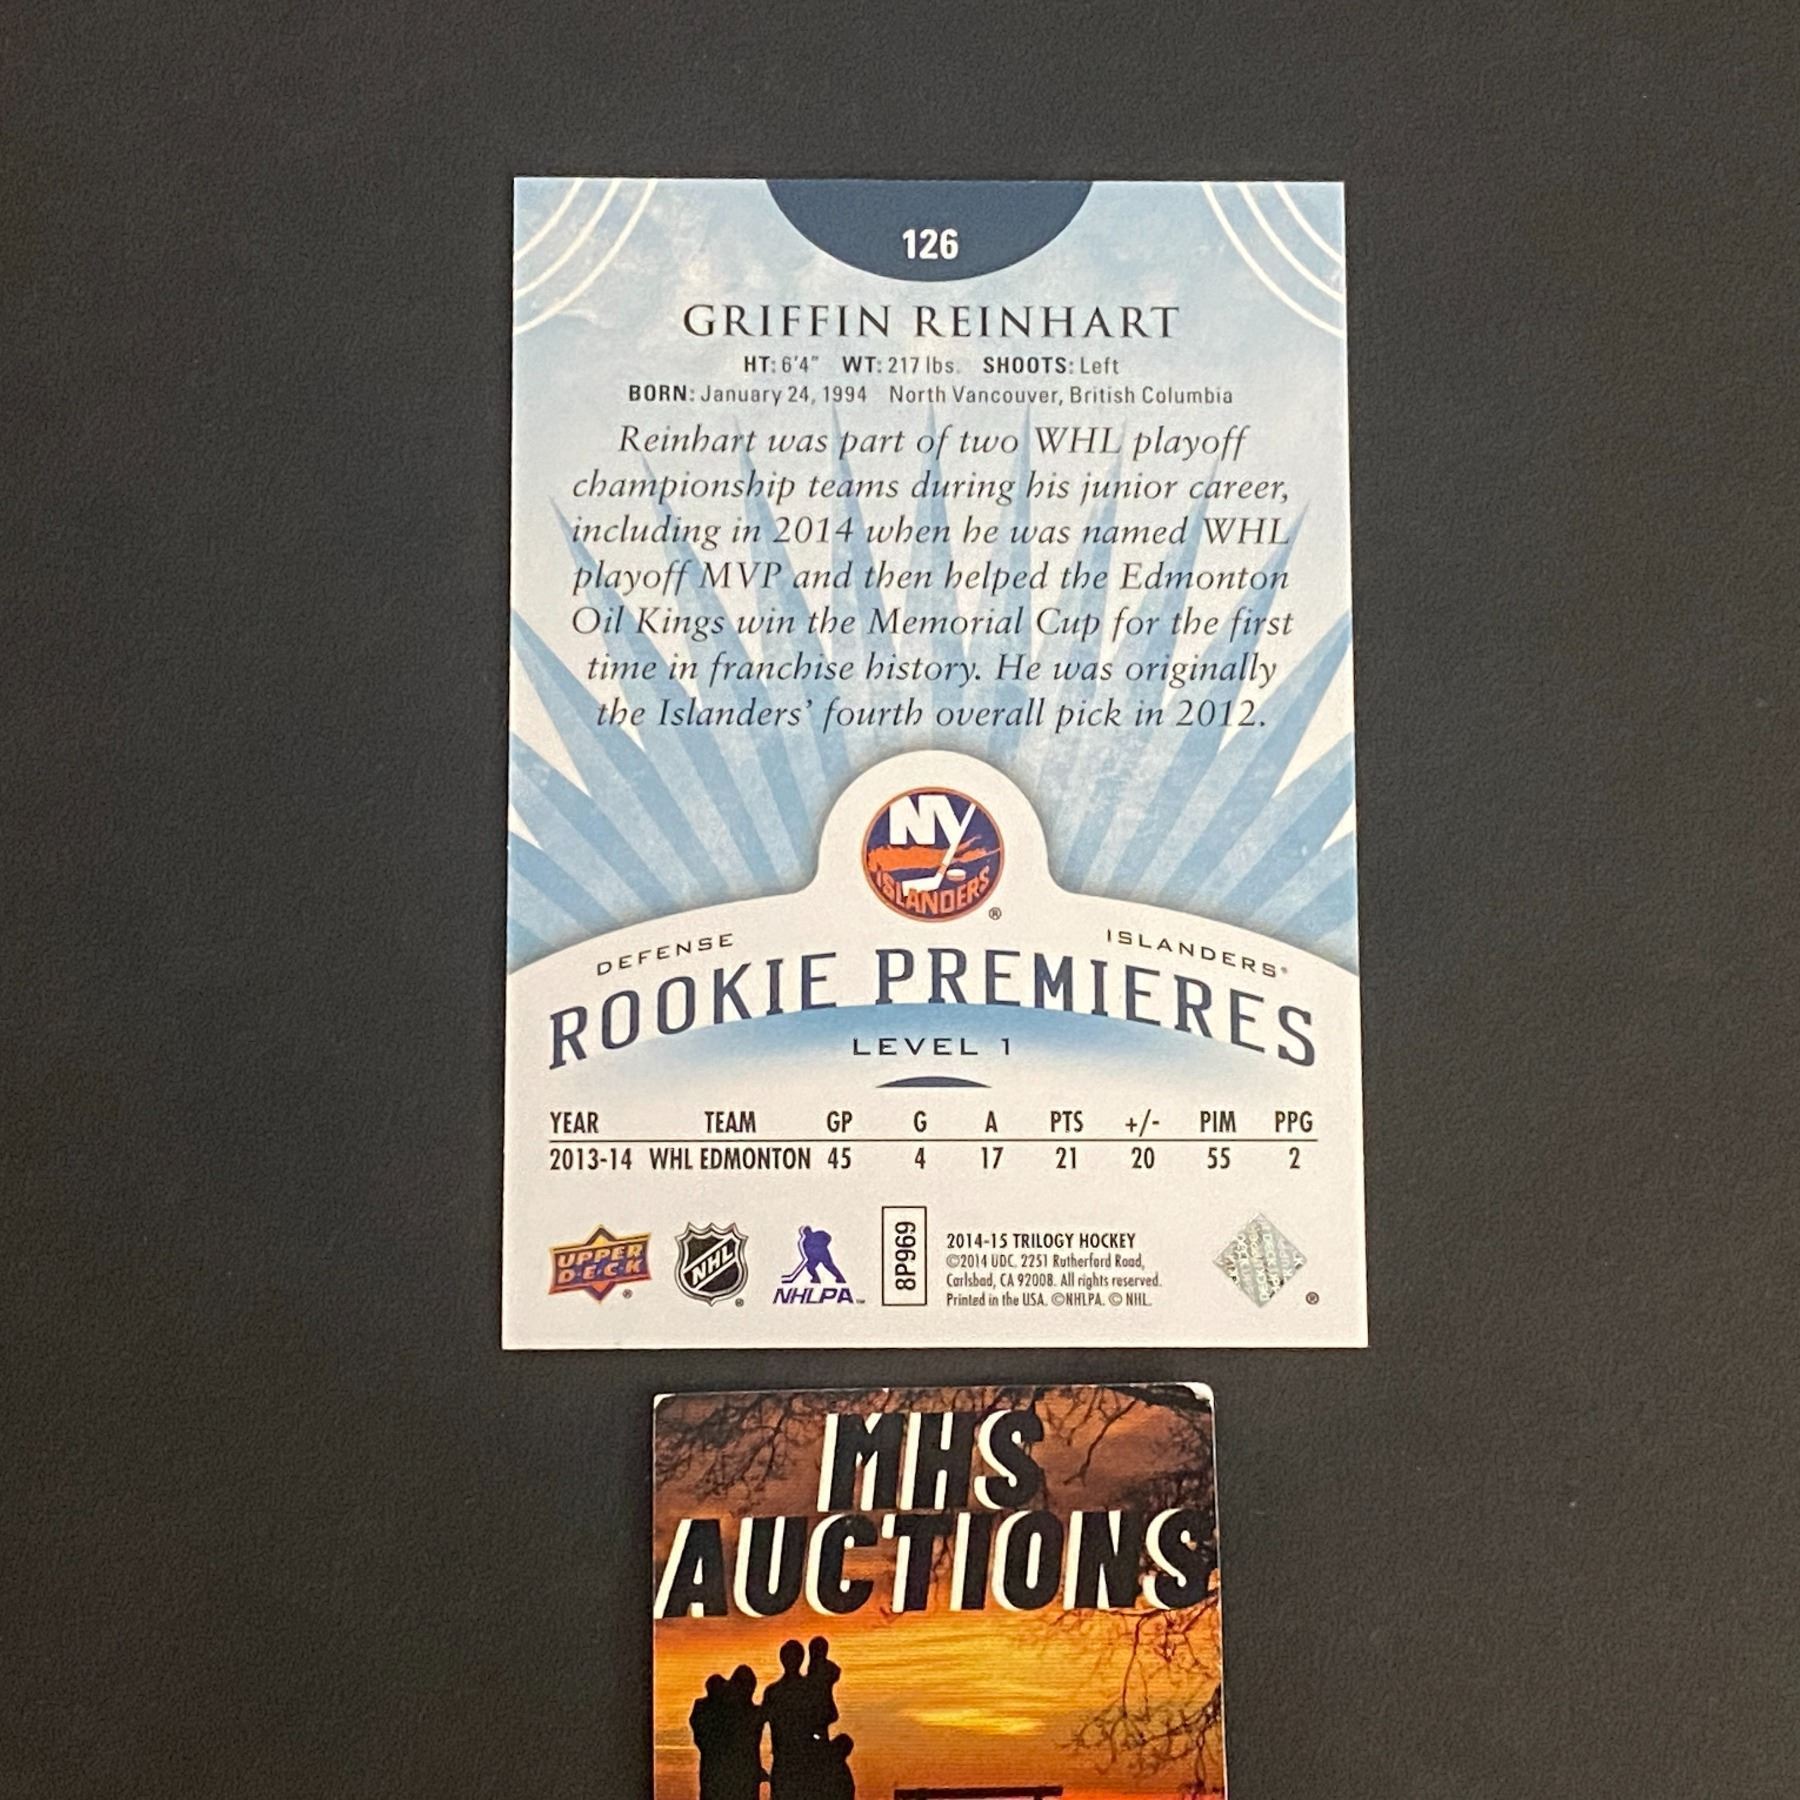 126
GRIFFIN REINHART
HT: 6'4" WT: 217 lbs. SHOOTS: Left
BORN: January 24, 1994 North Vancouver, British Columbia
Reinhart was part of two WHL playoff
championship teams during his junior career,
including in 2014 when he was named WHL
playoff MVP and then helped the Edmonton
Oil Kings win the Memorial Cup for the first
time in franchise history. He was originally
the Islanders' fourth overall pick in 2012.
NY
ISLANDERS
®
DEFENSE ISLANDERS®
ROOKIE PREMIERES
LEVEL 1
YEAR TEAM GP G A PTS +/- PIM PPG
2013-14 WHL EDMONTON 45 4 17 21 20 55 2
UPPER
DECK
®
NHL
®
NHLPA™
8P969
2014-15 TRILOGY HOCKEY
©2014 UDC. 2251 Rutherford Road,
Carlsbad, CA 92008. All rights reserved.
Printed in the USA. ©NHLPA. © NHL.
®
MHS
AUCTIONS